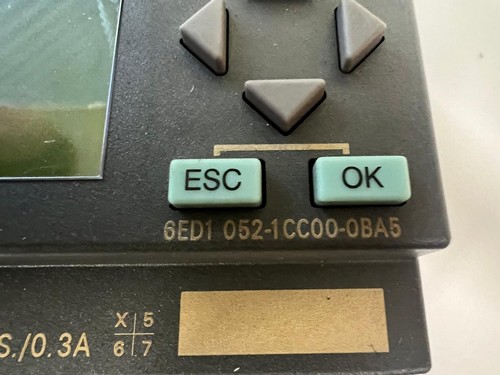 ESC OK
6ED1 052-1CC00-0BA5
S./0.3A X 5
6 7